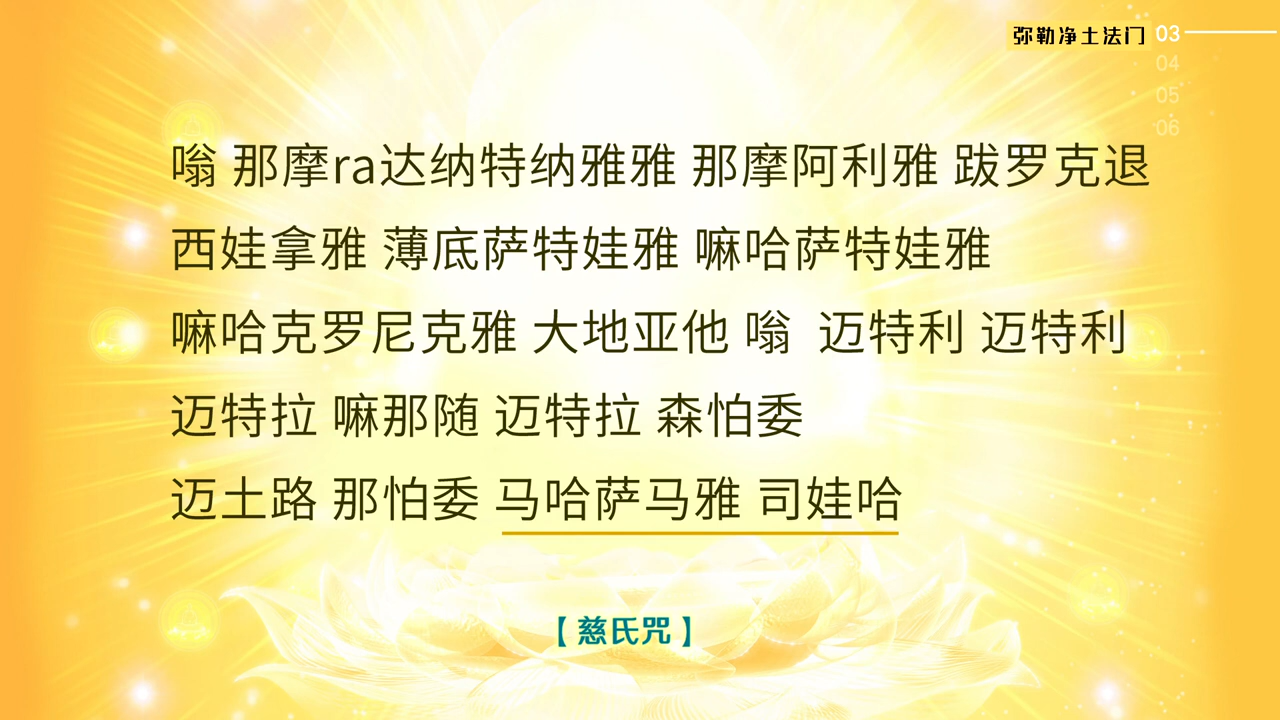 弥勒净土法门 03
04
05
06
嗡 那摩ra达纳特纳雅雅 那摩阿利雅 跋罗克退
西娃拿雅 薄底萨特娃雅 嘛哈萨特娃雅
嘛哈克罗尼克雅 大地亚他 嗡 迈特利 迈特利
迈特拉 嘛那随 迈特拉 森怕委
迈土路 那怕委 马哈萨马雅 司娃哈
【慈氏咒】